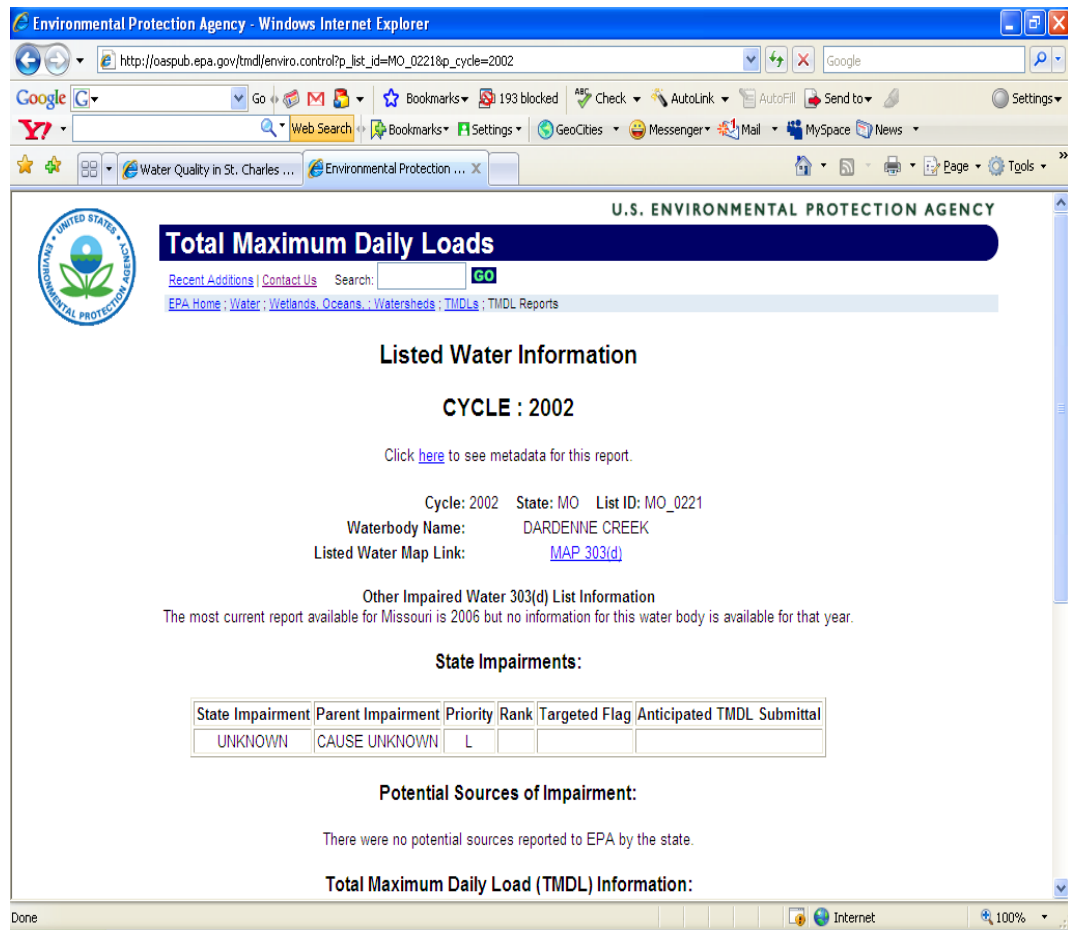 Environmental Protection Agency - Windows Internet Explorer
http://oaspub.epa.gov/tmdl/enviro.control?p_list_id=MO_0221&p_cycle=2002 Google
Google G Go Bookmarks 193 blocked ABC Check AutoLink AutoFill Send to Settings
Y! Web Search Bookmarks Settings GeoCities Messenger Mail MySpace News
Water Quality in St. Charles ... Environmental Protection ... X Page Tools »
U.S. ENVIRONMENTAL PROTECTION AGENCY
UNITED STATES ENVIRONMENTAL PROTECTION AGENCY
Total Maximum Daily Loads
Recent Additions | Contact Us Search: GO
EPA Home ; Water ; Wetlands, Oceans, ; Watersheds ; TMDLs ; TMDL Reports
Listed Water Information
CYCLE : 2002
Click here to see metadata for this report.
Cycle: 2002 State: MO List ID: MO_0221
Waterbody Name: DARDENNE CREEK
Listed Water Map Link: MAP 303(d)
Other Impaired Water 303(d) List Information
The most current report available for Missouri is 2006 but no information for this water body is available for that year.
State Impairments:
State Impairment Parent Impairment Priority Rank Targeted Flag Anticipated TMDL Submittal
UNKNOWN CAUSE UNKNOWN L
Potential Sources of Impairment:
There were no potential sources reported to EPA by the state.
Total Maximum Daily Load (TMDL) Information:
Done Internet 100%